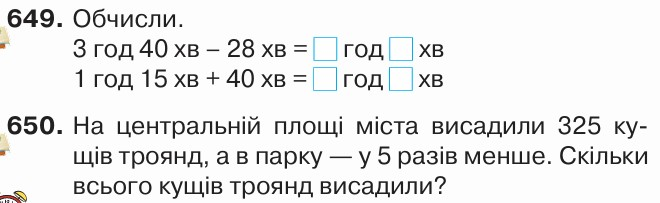 649. Обчисли.
3 год 40 хв – 28 хв = год хв
1 год 15 хв + 40 хв = год хв
650. На центральній площі міста висадили 325 ку-
щів троянд, а в парку — у 5 разів менше. Скільки
всього кущів троянд висадили?